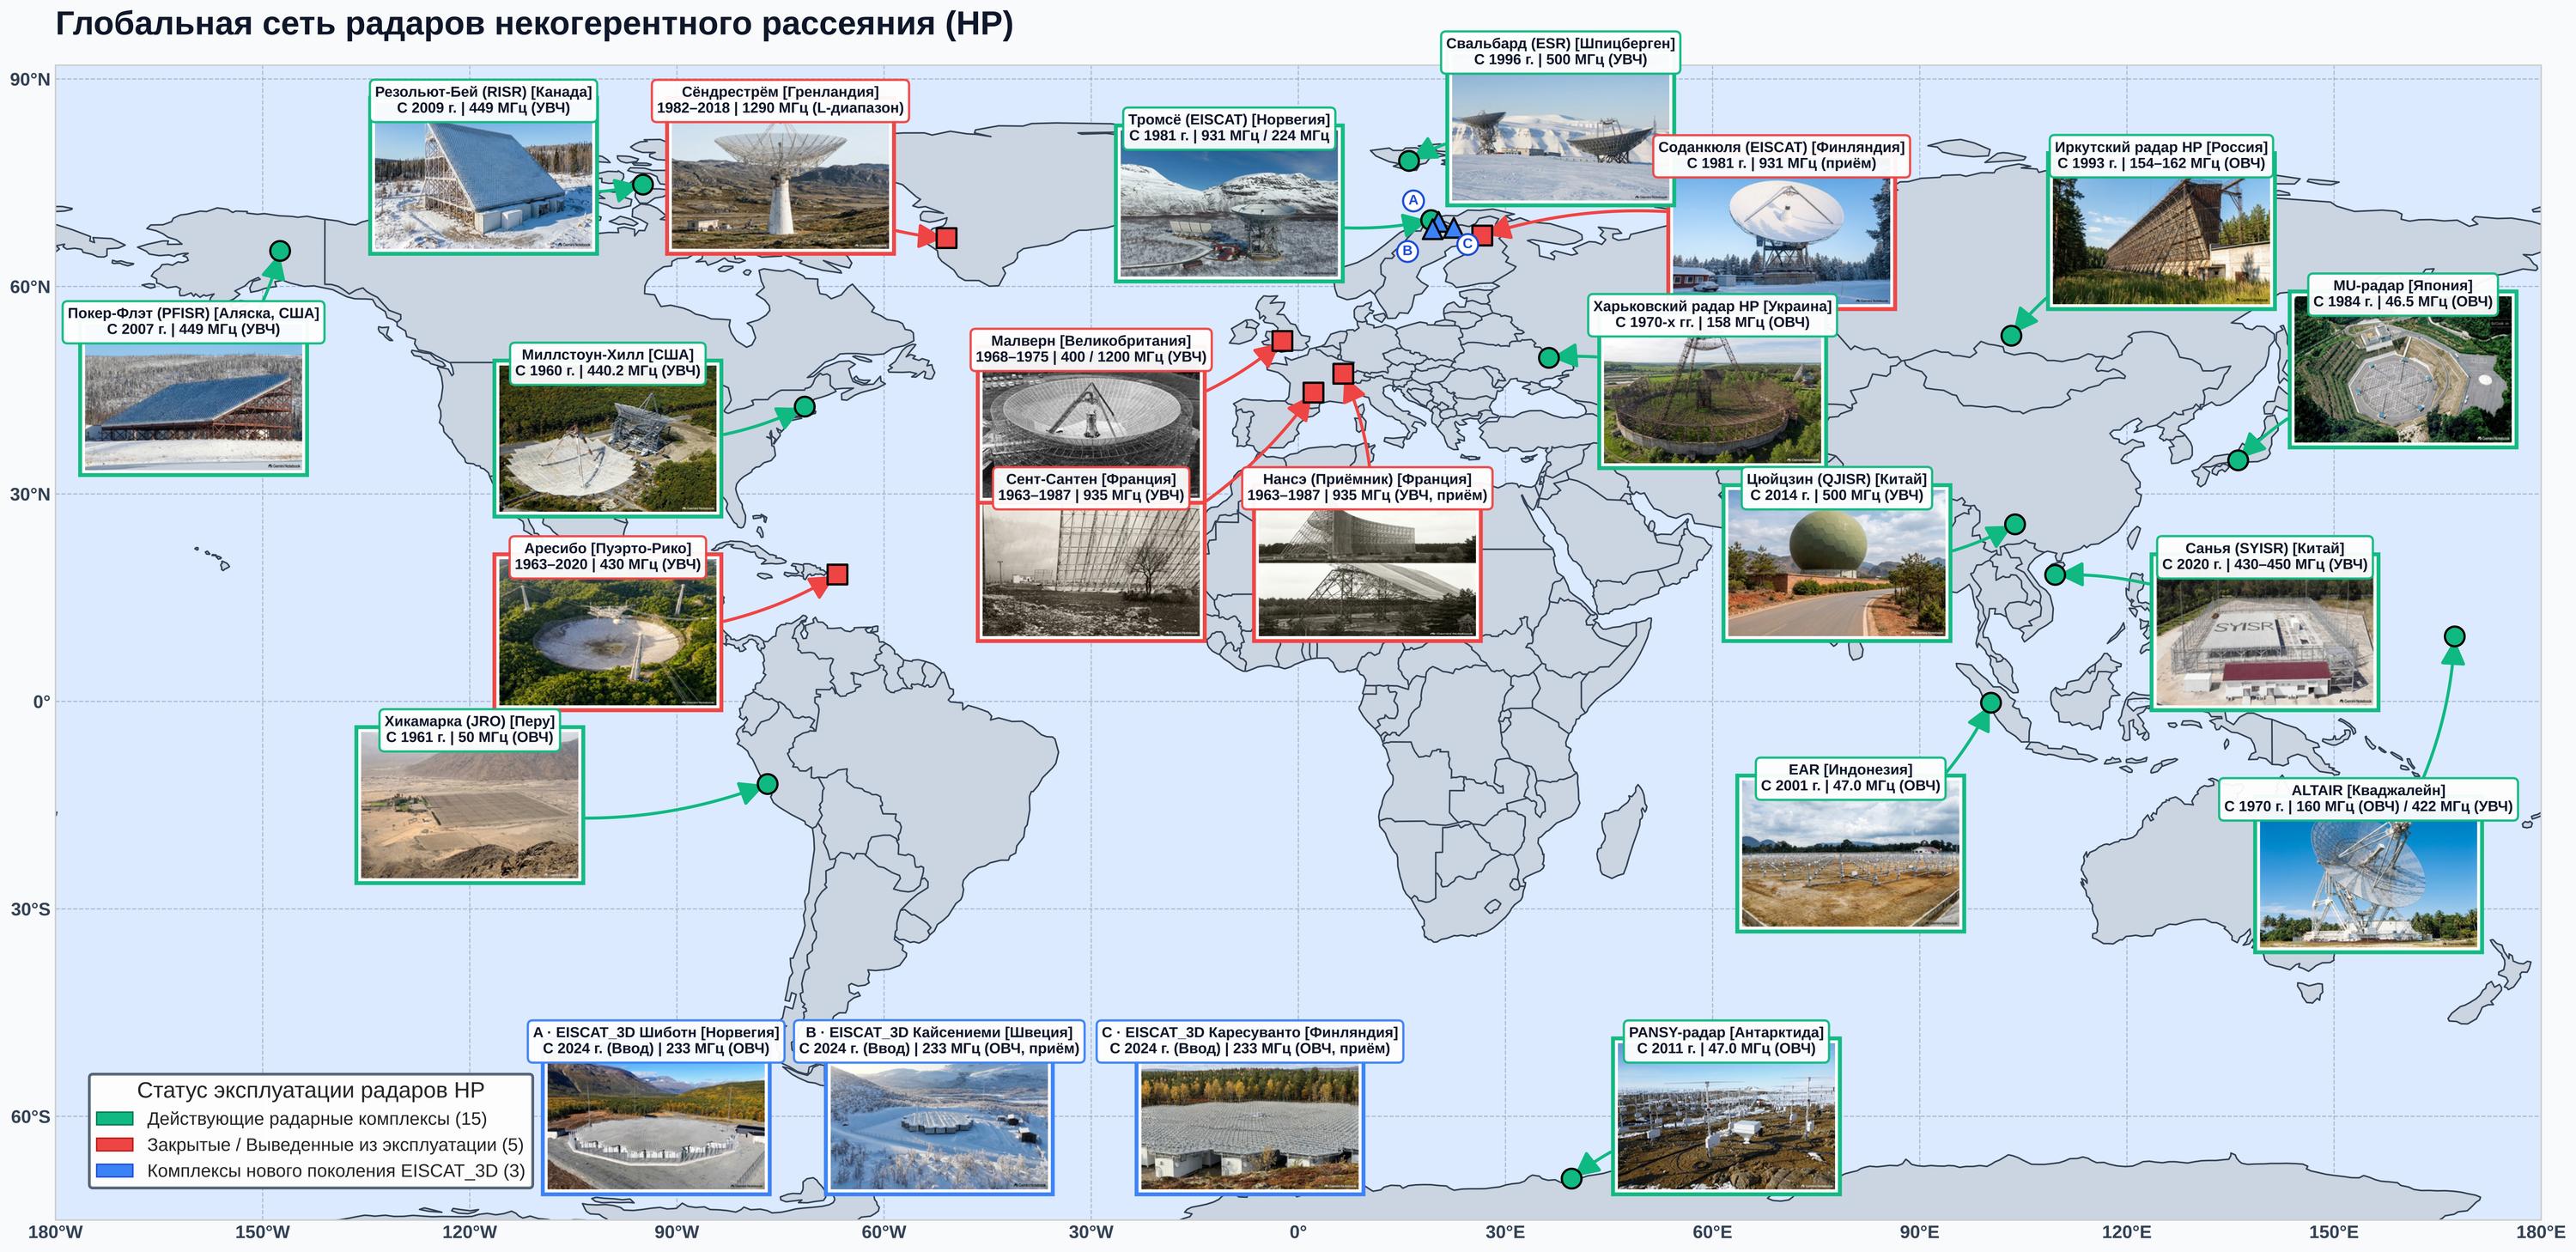 Глобальная сеть радаров некогерентного рассеяния (НР)
90°N
60°N
30°N
0°
30°S
60°S
180°W
150°W
120°W
90°W
60°W
30°W
0°
30°E
60°E
90°E
120°E
150°E
180°E
Свальбард (ESR) [Шпицберген]
С 1996 г. | 500 МГц (УВЧ)
Резольют-Бей (RISR) [Канада]
С 2009 г. | 449 МГц (УВЧ)
Сёндрестрём [Гренландия]
1982–2018 | 1290 МГц (L-диапазон)
Тромсё (EISCAT) [Норвегия]
С 1981 г. | 931 МГц / 224 МГц
Соданкюля (EISCAT) [Финляндия]
С 1981 г. | 931 МГц (приём)
Иркутский радар НР [Россия]
С 1993 г. | 154–162 МГц (ОВЧ)
A
B
C
Покер-Флэт (PFISR) [Аляска, США]
С 2007 г. | 449 МГц (УВЧ)
Миллстоун-Хилл [США]
С 1960 г. | 440.2 МГц (УВЧ)
Малверн [Великобритания]
1968–1975 | 400 / 1200 МГц (УВЧ)
Харьковский радар НР [Украина]
С 1970-х гг. | 158 МГц (ОВЧ)
MU-радар [Япония]
С 1984 г. | 46.5 МГц (ОВЧ)
Сент-Сантен [Франция]
1963–1987 | 935 МГц (УВЧ)
Нансэ (Приёмник) [Франция]
1963–1987 | 935 МГц (УВЧ, приём)
Цюйцзин (QJISR) [Китай]
С 2014 г. | 500 МГц (УВЧ)
Аресибо [Пуэрто-Рико]
1963–2020 | 430 МГц (УВЧ)
Санья (SYISR) [Китай]
С 2020 г. | 430–450 МГц (УВЧ)
SYISR
Хикамарка (JRO) [Перу]
С 1961 г. | 50 МГц (ОВЧ)
EAR [Индонезия]
С 2001 г. | 47.0 МГц (ОВЧ)
ALTAIR [Кваджалейн]
С 1970 г. | 160 МГц (ОВЧ) / 422 МГц (УВЧ)
A · EISCAT_3D Шиботн [Норвегия]
С 2024 г. (Ввод) | 233 МГц (ОВЧ)
B · EISCAT_3D Кайсениеми [Швеция]
С 2024 г. (Ввод) | 233 МГц (ОВЧ, приём)
C · EISCAT_3D Каресуванто [Финляндия]
С 2024 г. (Ввод) | 233 МГц (ОВЧ, приём)
PANSY-радар [Антарктида]
С 2011 г. | 47.0 МГц (ОВЧ)
Статус эксплуатации радаров НР
Действующие радарные комплексы (15)
Закрытые / Выведенные из эксплуатации (5)
Комплексы нового поколения EISCAT_3D (3)